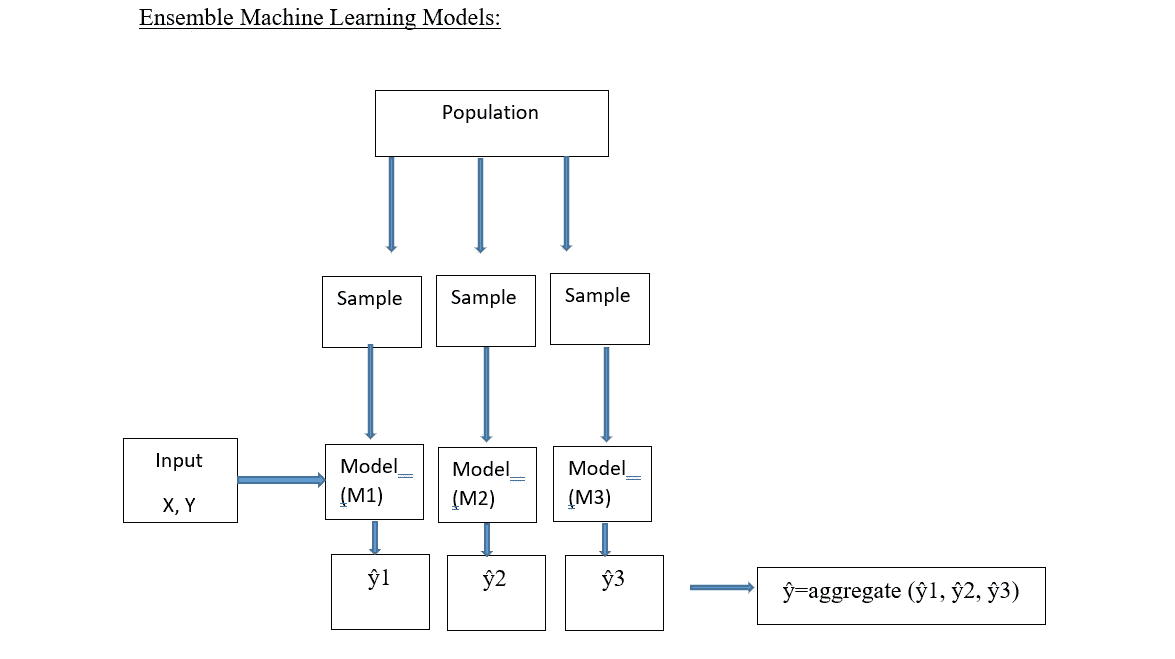 Ensemble Machine Learning Models:
Population
Sample
Sample
Sample
Input
X, Y
Model
(M1)
Model
(M2)
Model
(M3)
ŷ1
ŷ2
ŷ3
ŷ=aggregate (ŷ1, ŷ2, ŷ3)